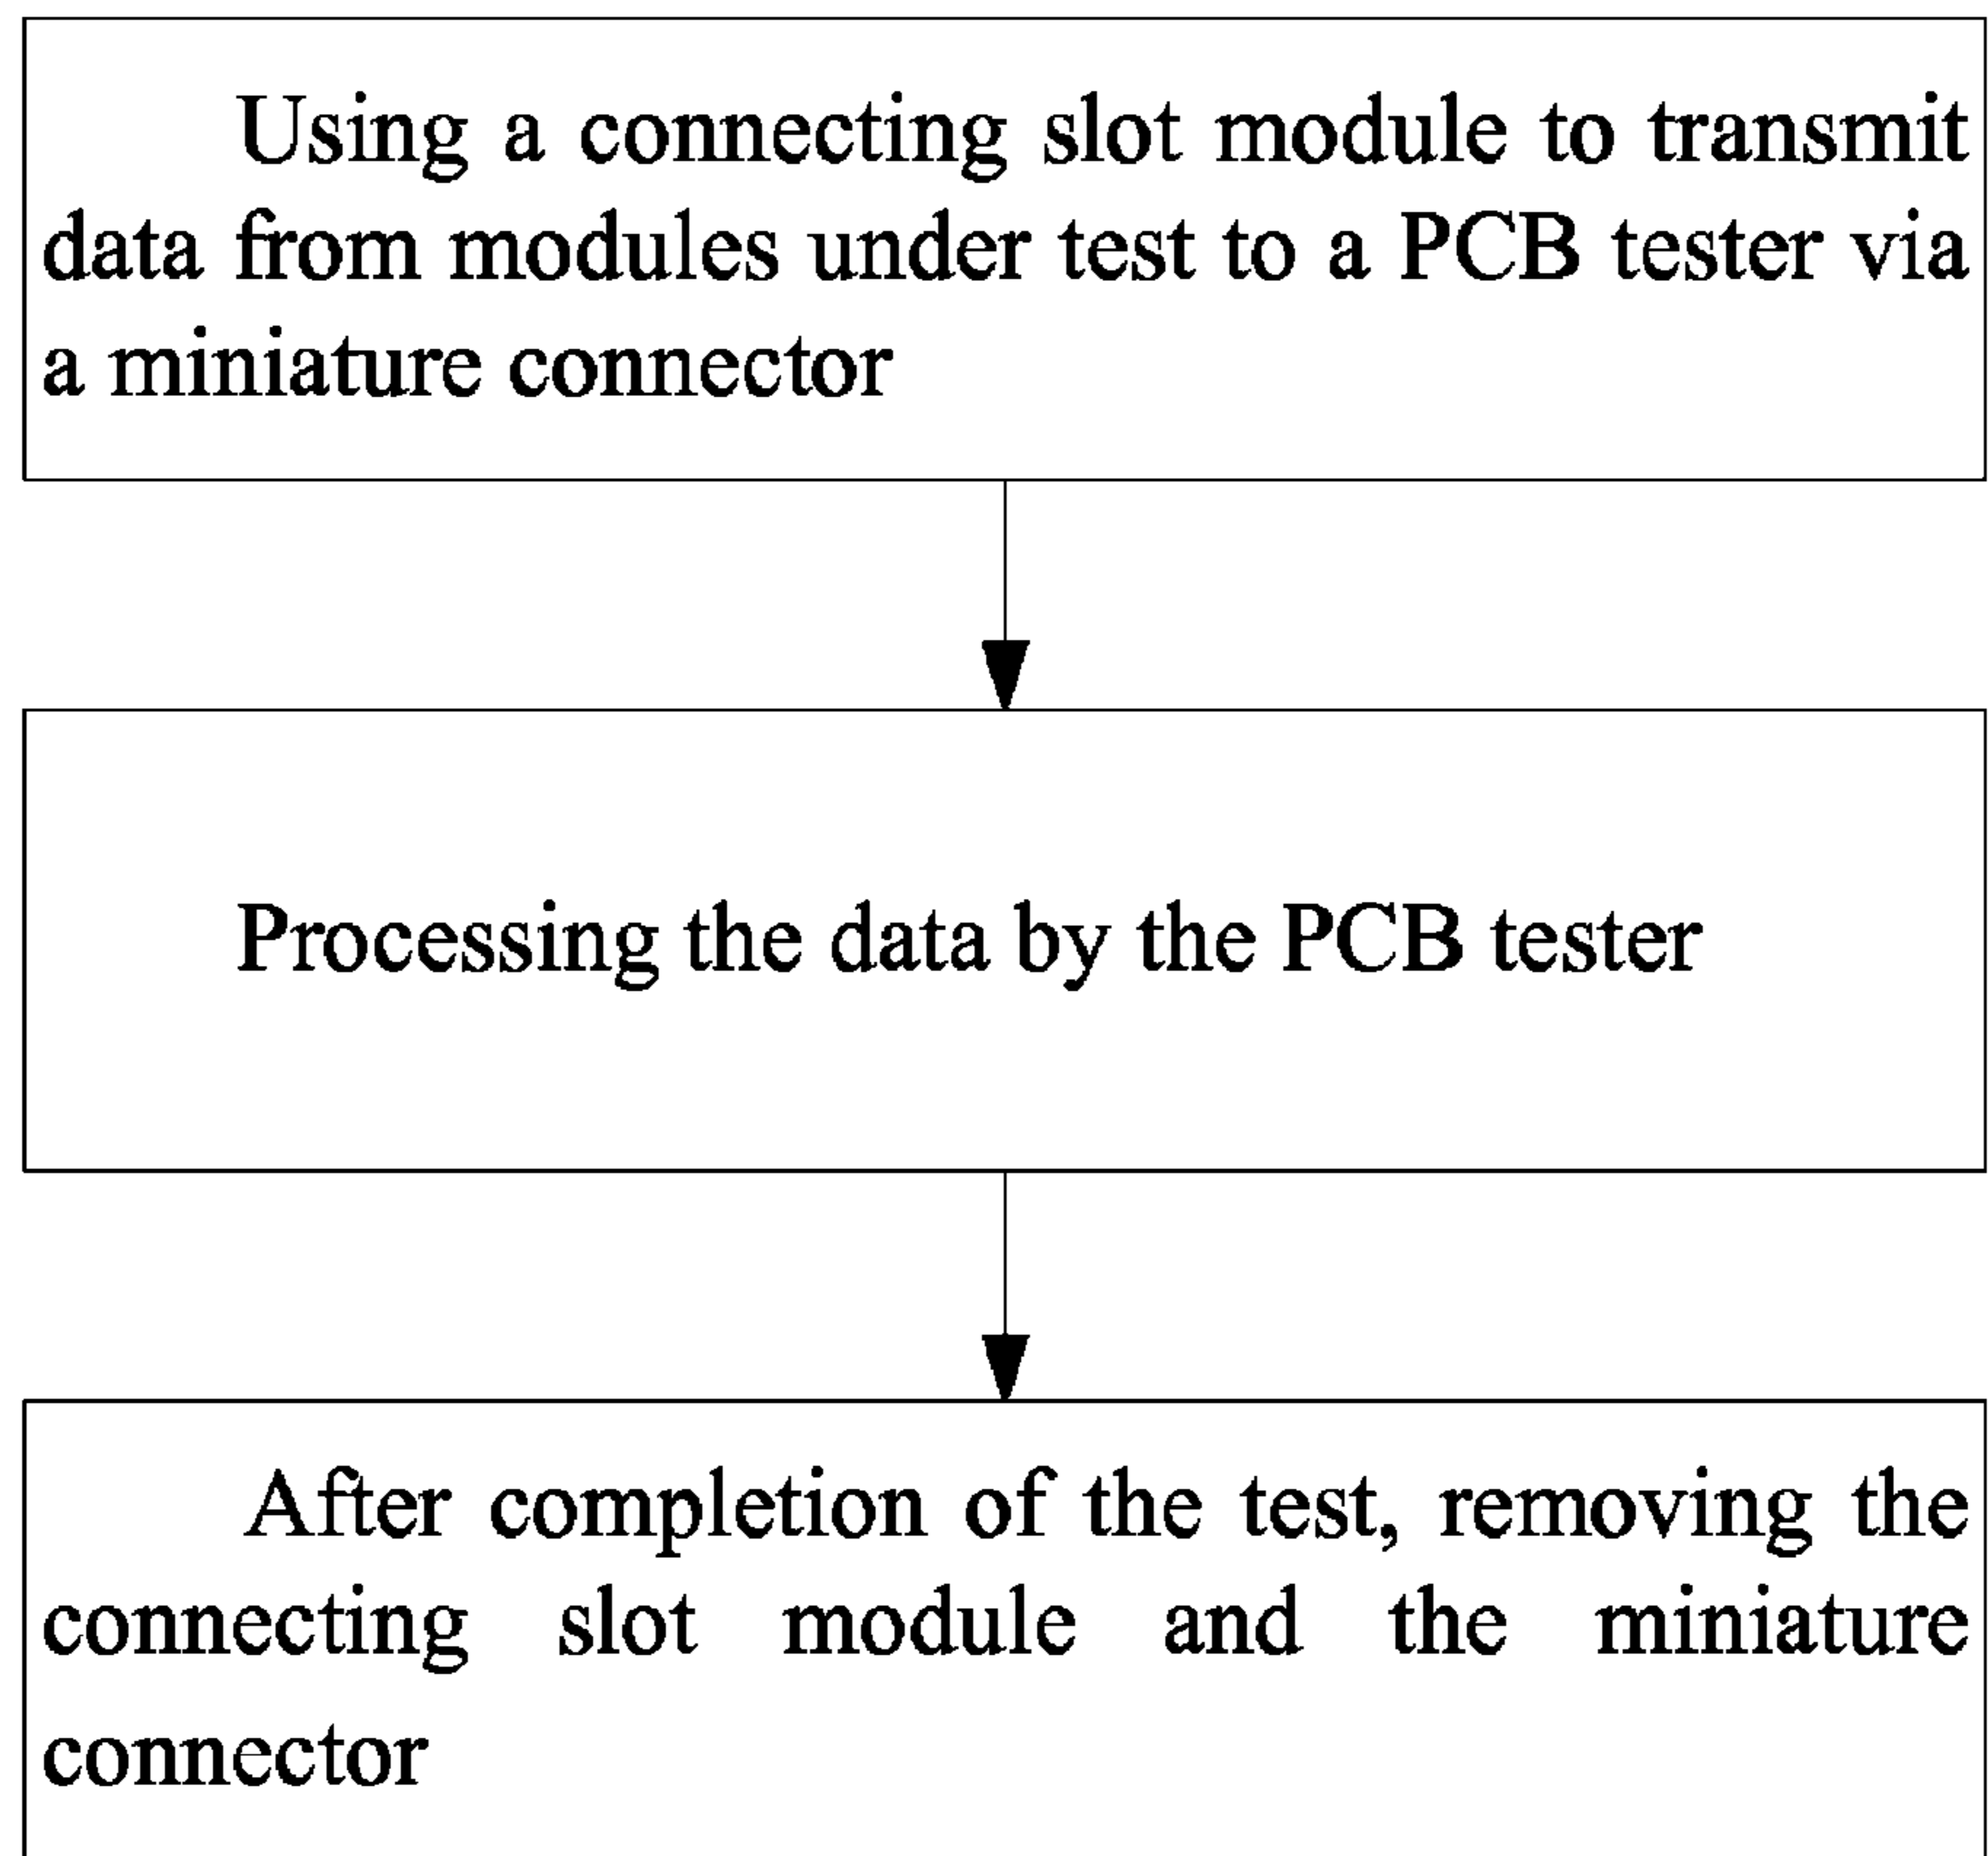 Using a connecting slot module to transmit
data from modules under test to a PCB tester via
a miniature connector
Processing the data by the PCB tester
After completion of the test, removing the
connecting slot module and the miniature
connector